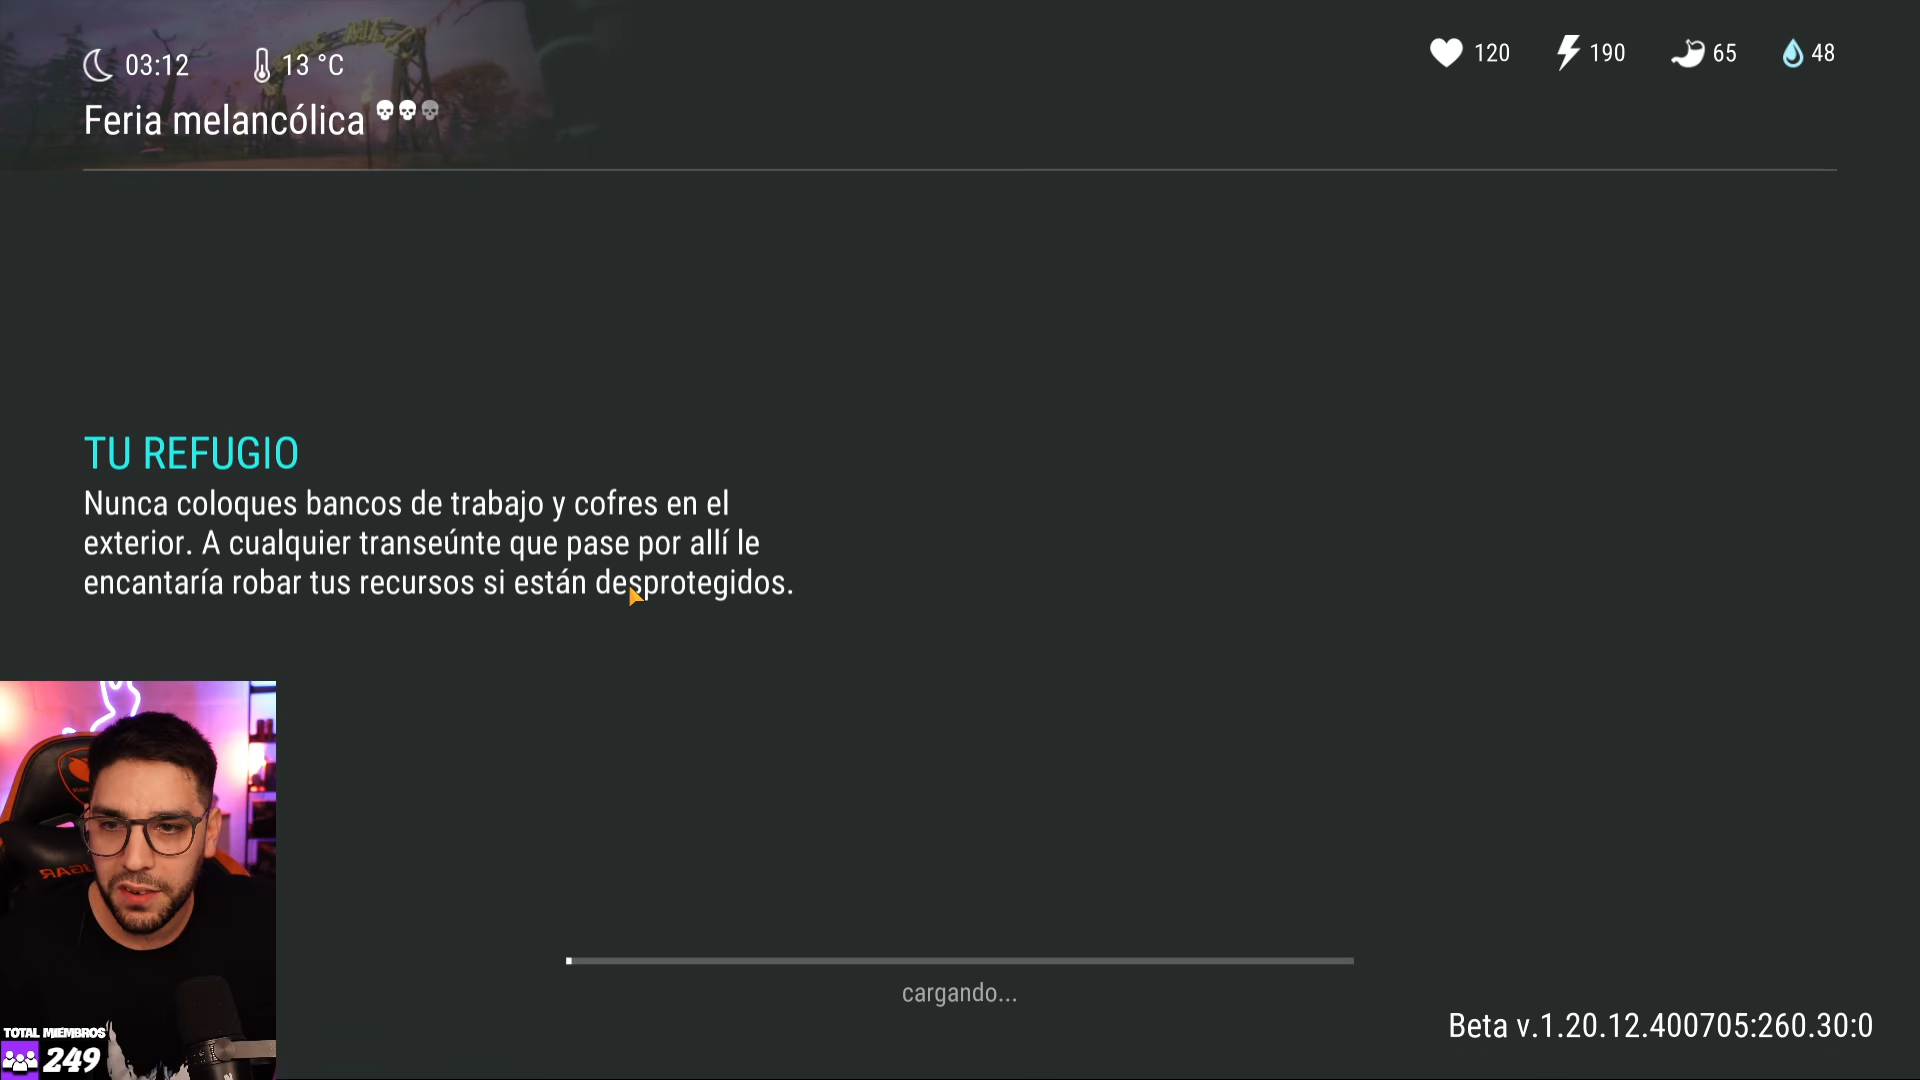 03:12
13 °C
120
190
65
48
Feria melancólica
TU REFUGIO
Nunca coloques bancos de trabajo y cofres en el
exterior. A cualquier transeúnte que pase por allí le
encantaría robar tus recursos si están desprotegidos.
cargando...
Beta v.1.20.12.400705:260.30:0
TOTAL MIEMBROS
249